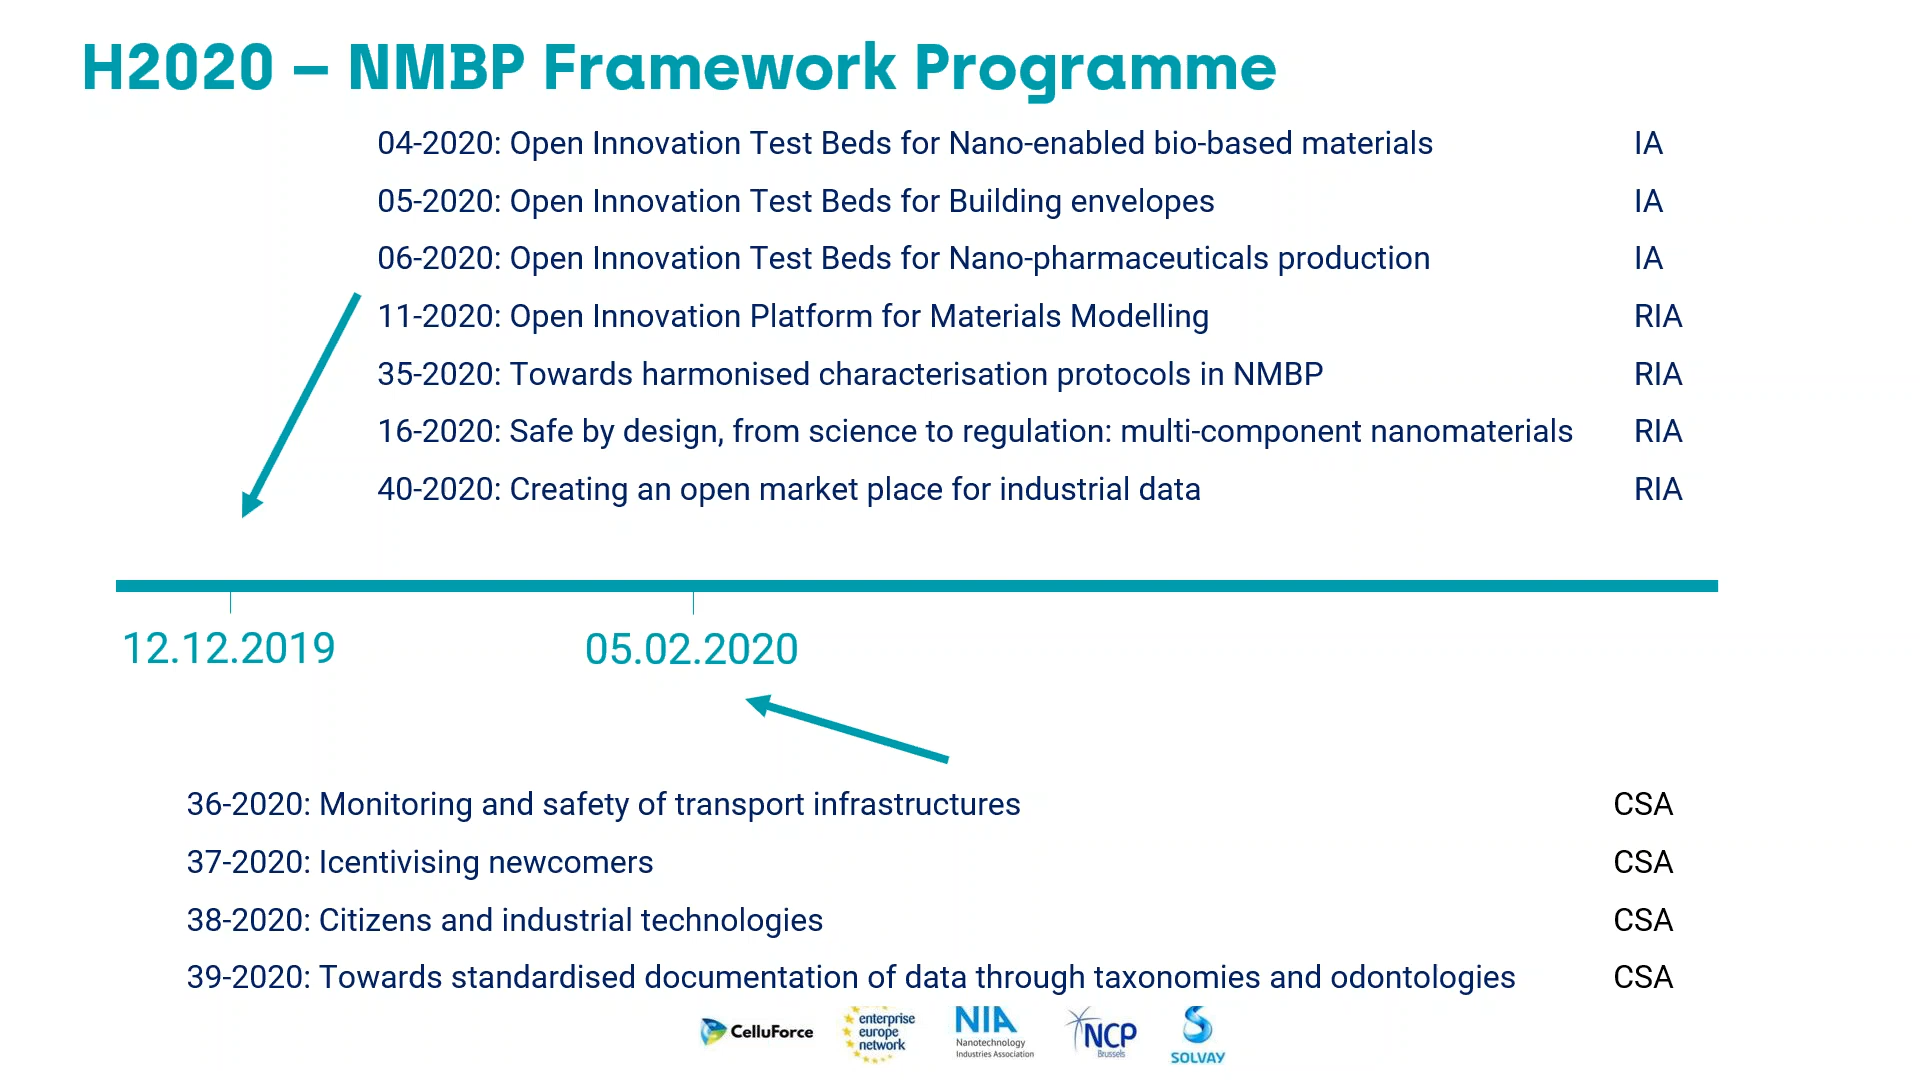 H2020 – NMBP Framework Programme
04-2020: Open Innovation Test Beds for Nano-enabled bio-based materials IA
05-2020: Open Innovation Test Beds for Building envelopes IA
06-2020: Open Innovation Test Beds for Nano-pharmaceuticals production IA
11-2020: Open Innovation Platform for Materials Modelling RIA
35-2020: Towards harmonised characterisation protocols in NMBP RIA
16-2020: Safe by design, from science to regulation: multi-component nanomaterials RIA
40-2020: Creating an open market place for industrial data RIA
12.12.2019
05.02.2020
36-2020: Monitoring and safety of transport infrastructures CSA
37-2020: Icentivising newcomers CSA
38-2020: Citizens and industrial technologies CSA
39-2020: Towards standardised documentation of data through taxonomies and odontologies CSA
CelluForce
enterprise
europe
network
NIA
Nanotechnology
Industries Association
NCP
Brussels
SOLVAY